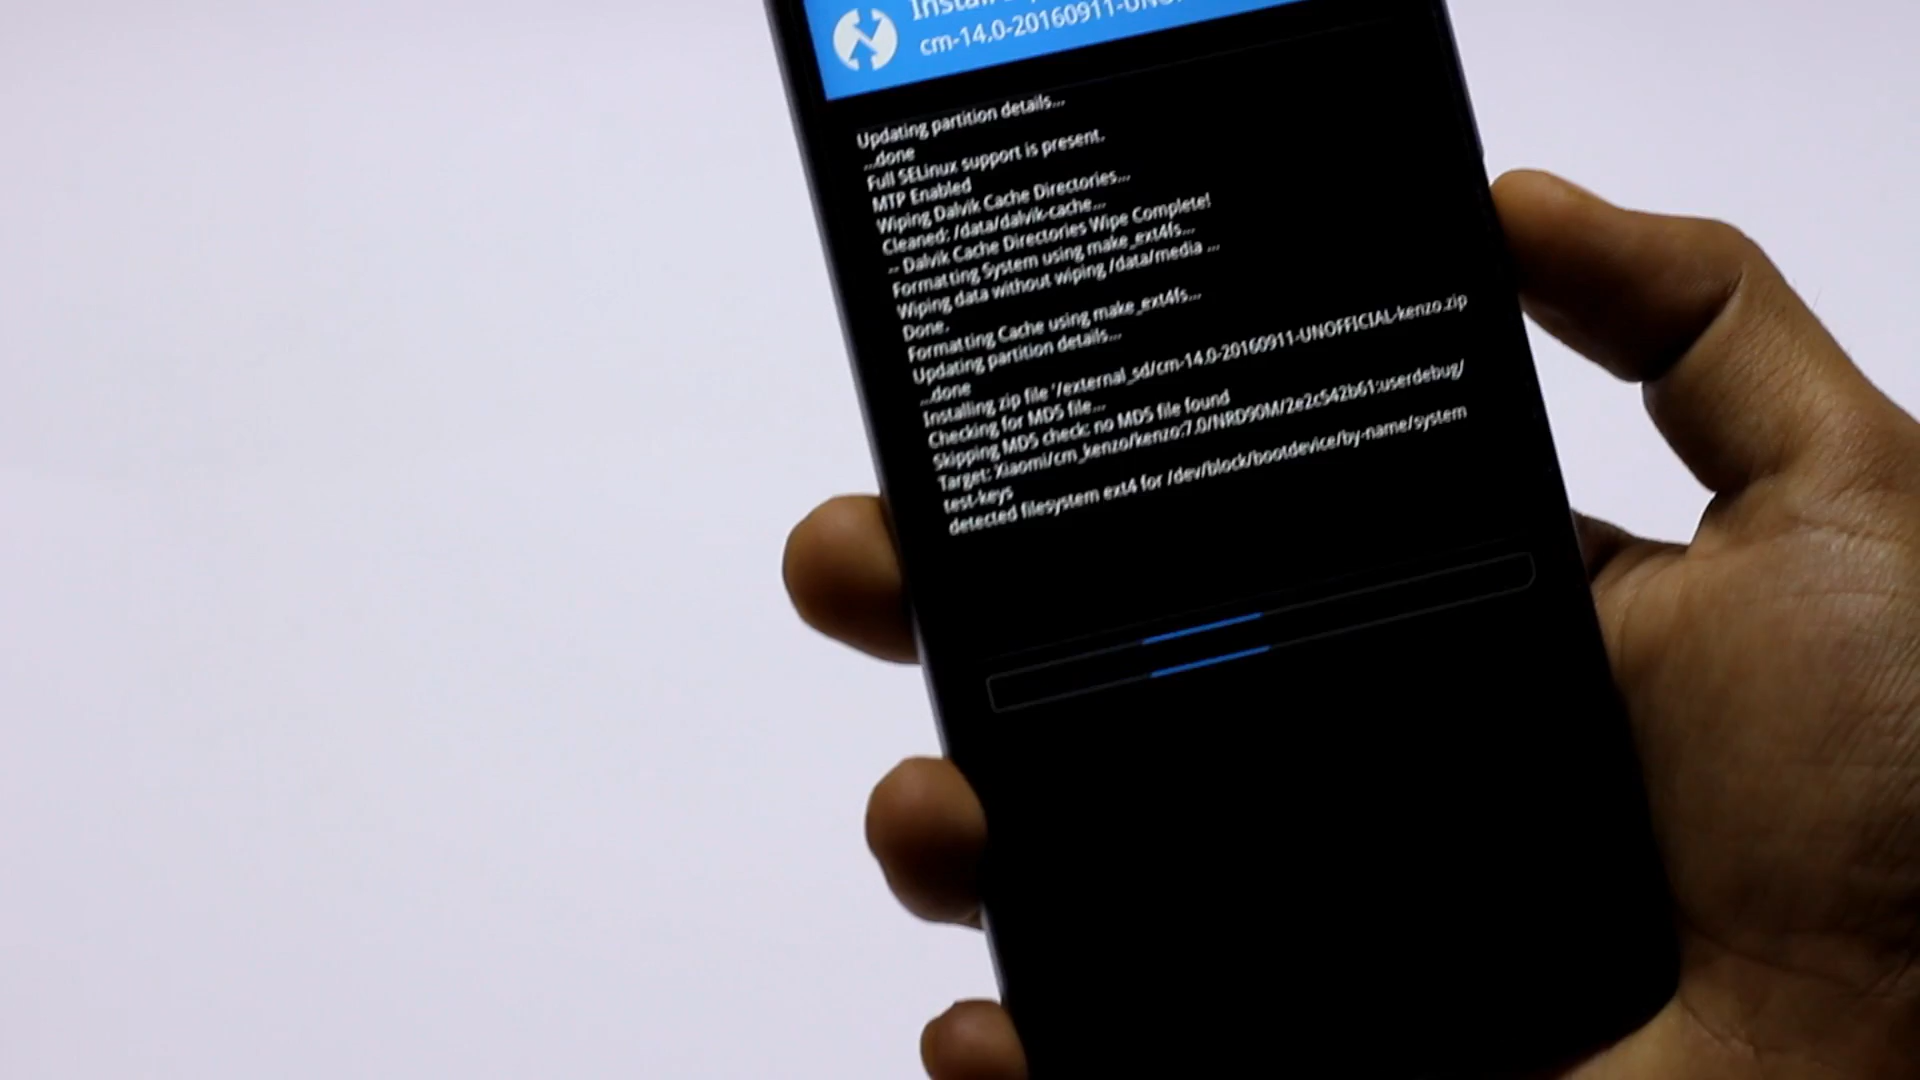 Install
cm-14.0-20160911-UNO
Updating partition details...
...done
Full SELinux support is present.
MTP Enabled
Wiping Dalvik Cache Directories...
Cleaned: /data/dalvik-cache...
-- Dalvik Cache Directories Wipe Complete!
Formatting System using make_ext4fs...
Wiping data without wiping /data/media ...
Done.
Formatting Cache using make_ext4fs...
Updating partition details...
...done
Installing zip file '/external_sd/cm-14.0-20160911-UNOFFICIAL-kenzo.zip
Checking for MD5 file...
Skipping MD5 check: no MD5 file found
Target: Xiaomi/cm_kenzo/kenzo:7.0/NRD90M/2e2c542b61:userdebug/
test-keys
detected filesystem ext4 for /dev/block/bootdevice/by-name/system